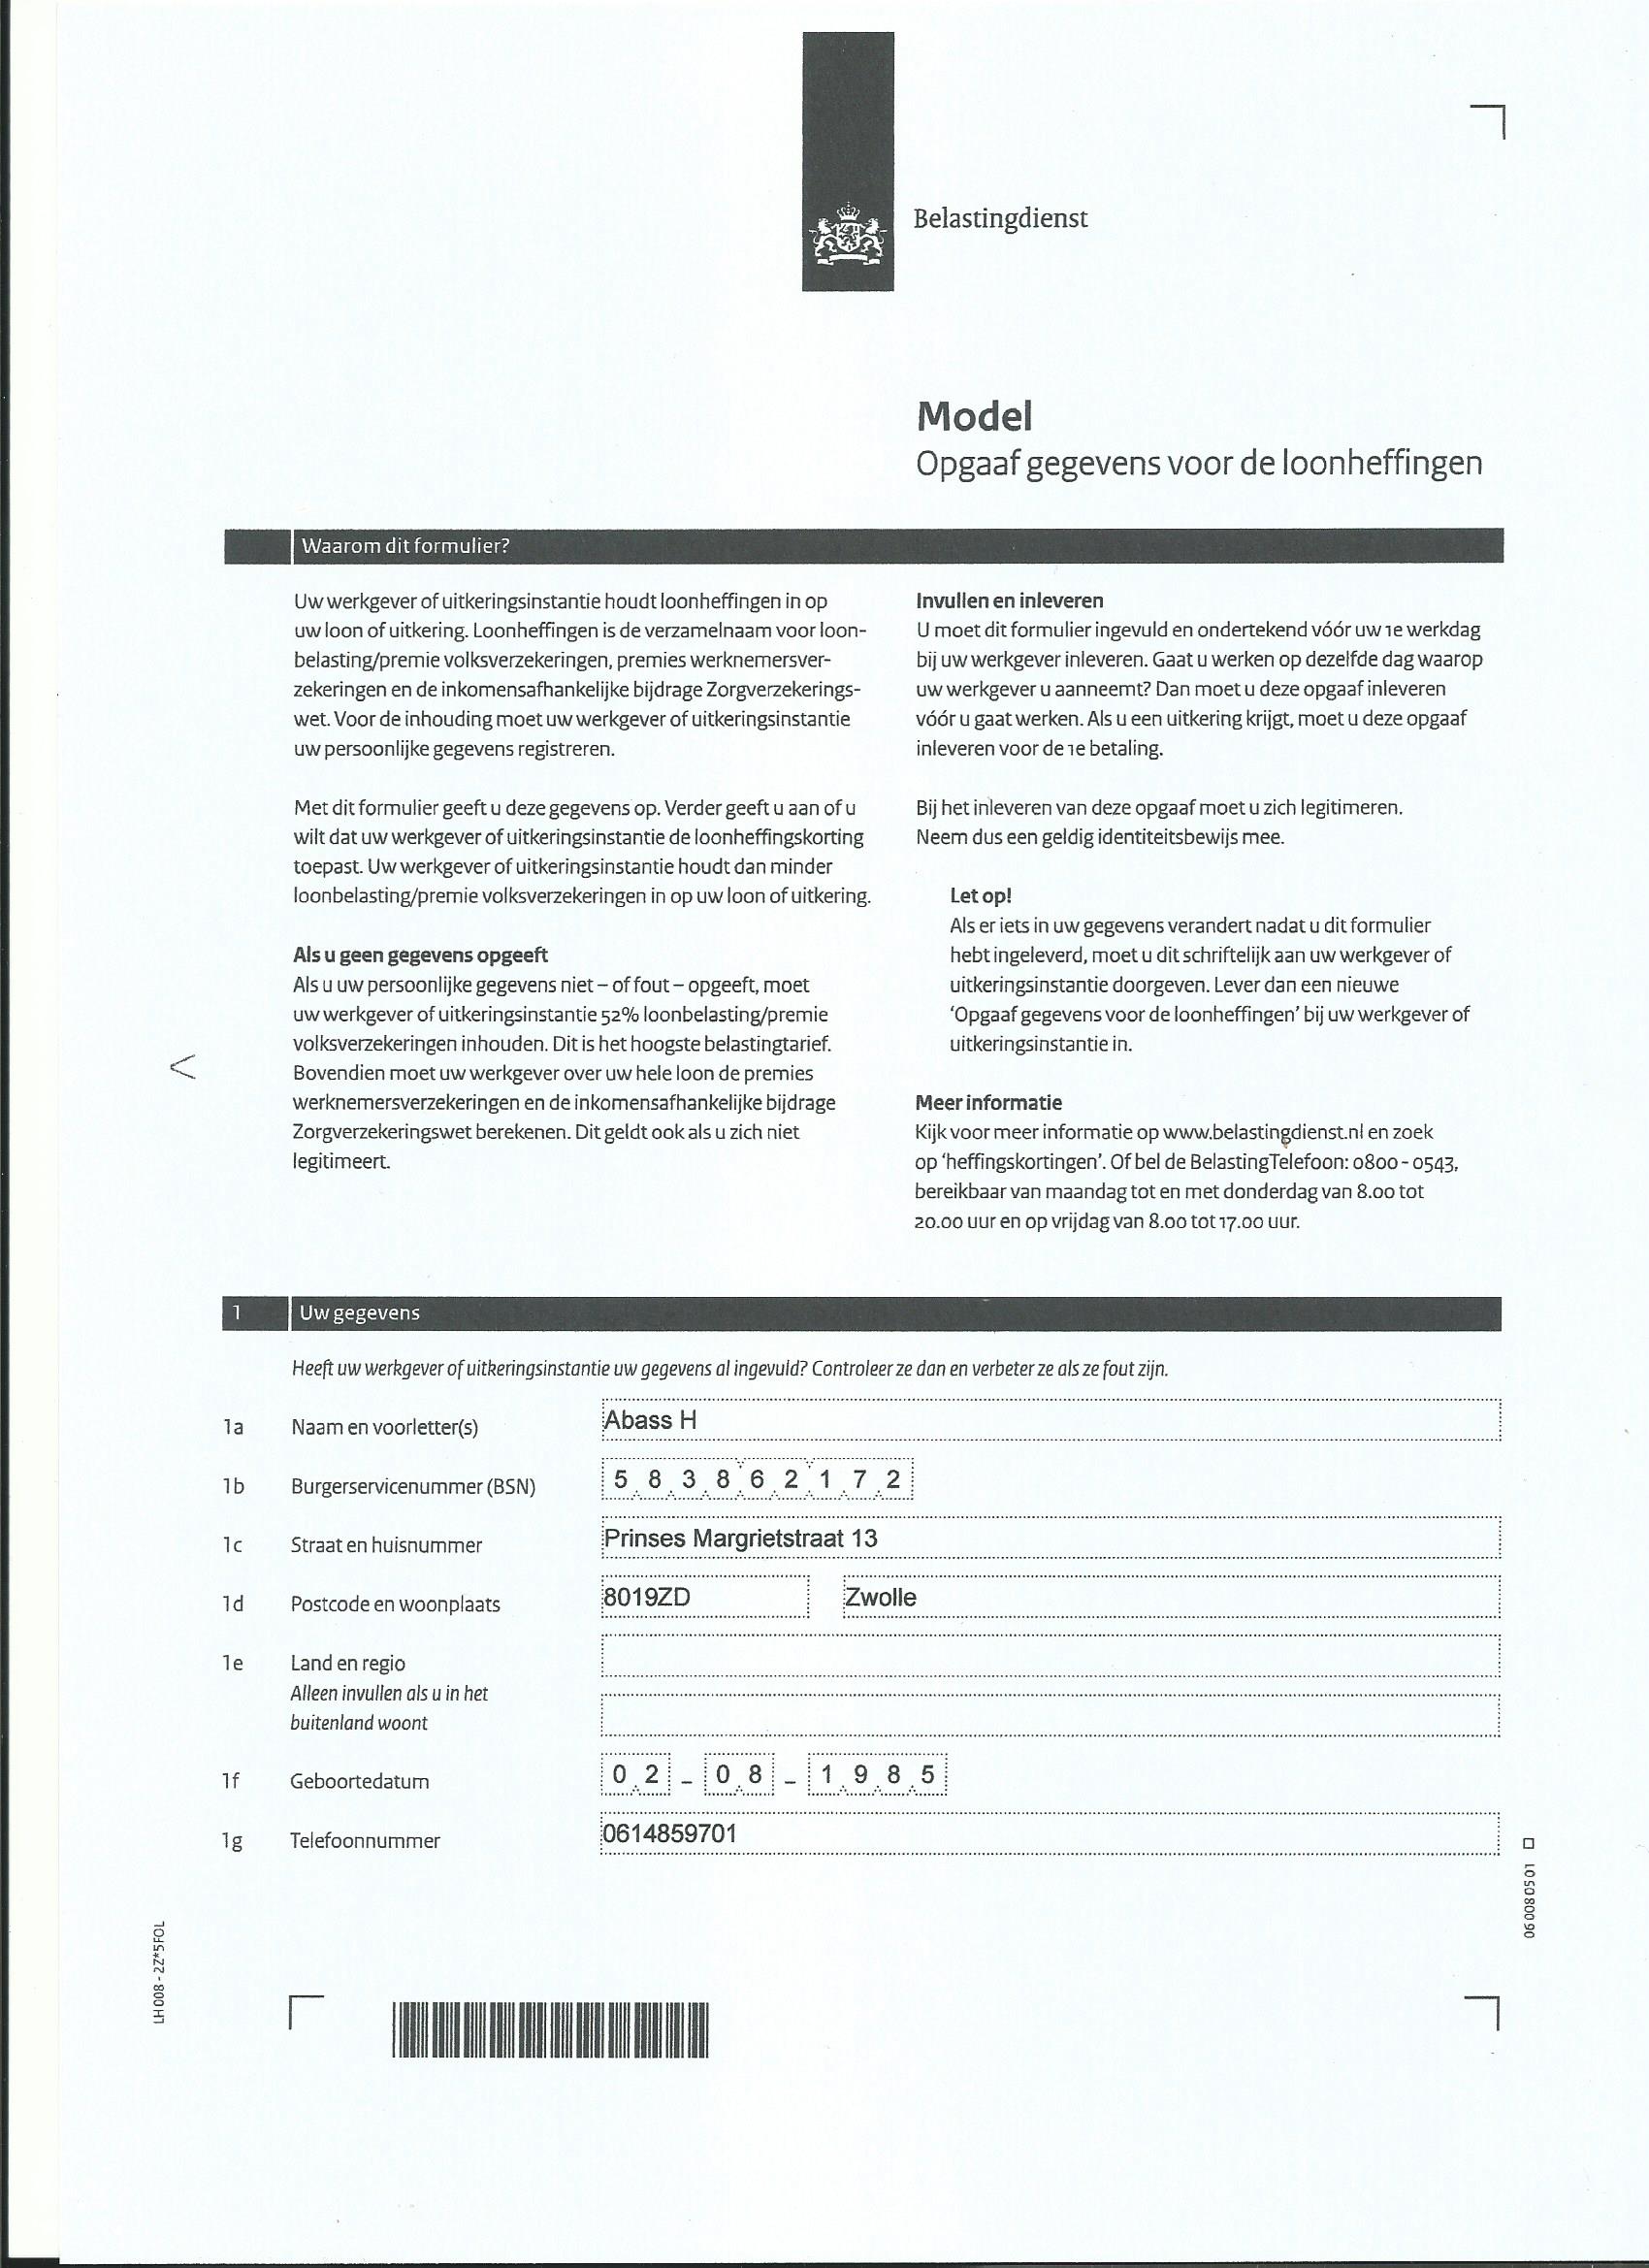 Belastingdienst
Model
Opgaaf gegevens voor de loonheffingen
Waarom dit formulier?
Uw werkgever of uitkeringsinstantie houdt loonheffingen in op
uw loon of uitkering. Loonheffingen is de verzamelnaam voor loon-
belasting/premie volksverzekeringen, premies werknemersver-
zekeringen en de inkomensafhankelijke bijdrage Zorgverzekerings-
wet. Voor de inhouding moet uw werkgever of uitkeringsinstantie
uw persoonlijke gegevens registreren.
Met dit formulier geeft u deze gegevens op. Verder geeft u aan of u
wilt dat uw werkgever of uitkeringsinstantie de loonheffingskorting
toepast. Uw werkgever of uitkeringsinstantie houdt dan minder
loonbelasting/premie volksverzekeringen in op uw loon of uitkering.
Als u geen gegevens opgeeft
Als u uw persoonlijke gegevens niet – of fout – opgeeft, moet
uw werkgever of uitkeringsinstantie 52% loonbelasting/premie
volksverzekeringen inhouden. Dit is het hoogste belastingtarief.
Bovendien moet uw werkgever over uw hele loon de premies
werknemersverzekeringen en de inkomensafhankelijke bijdrage
Zorgverzekeringswet berekenen. Dit geldt ook als u zich niet
legitimeert.
Invullen en inleveren
U moet dit formulier ingevuld en ondertekend vóór uw 1e werkdag
bij uw werkgever inleveren. Gaat u werken op dezelfde dag waarop
uw werkgever u aanneemt? Dan moet u deze opgaaf inleveren
vóór u gaat werken. Als u een uitkering krijgt, moet u deze opgaaf
inleveren voor de 1e betaling.
Bij het inleveren van deze opgaaf moet u zich legitimeren.
Neem dus een geldig identiteitsbewijs mee.
Let op!
Als er iets in uw gegevens verandert nadat u dit formulier
hebt ingeleverd, moet u dit schriftelijk aan uw werkgever of
uitkeringsinstantie doorgeven. Lever dan een nieuwe
‘Opgaaf gegevens voor de loonheffingen’ bij uw werkgever of
uitkeringsinstantie in.
Meer informatie
Kijk voor meer informatie op www.belastingdienst.nl en zoek
op ‘heffingskortingen’. Of bel de BelastingTelefoon: 0800 - 0543,
bereikbaar van maandag tot en met donderdag van 8.00 tot
20.00 uur en op vrijdag van 8.00 tot 17.00 uur.
1 Uw gegevens
Heeft uw werkgever of uitkeringsinstantie uw gegevens al ingevuld? Controleer ze dan en verbeter ze als ze fout zijn.
1a Naam en voorletter(s) Abass H
1b Burgerservicenummer (BSN) 5 8 3 8 6 2 1 7 2
1c Straat en huisnummer Prinses Margrietstraat 13
1d Postcode en woonplaats 8019ZD Zwolle
1e Land en regio
Alleen invullen als u in het
buitenland woont
1f Geboortedatum 0 2 – 0 8 – 1 9 8 5
1g Telefoonnummer 0614859701
LH 008 - 2Z*5FOL
06 008 05 01